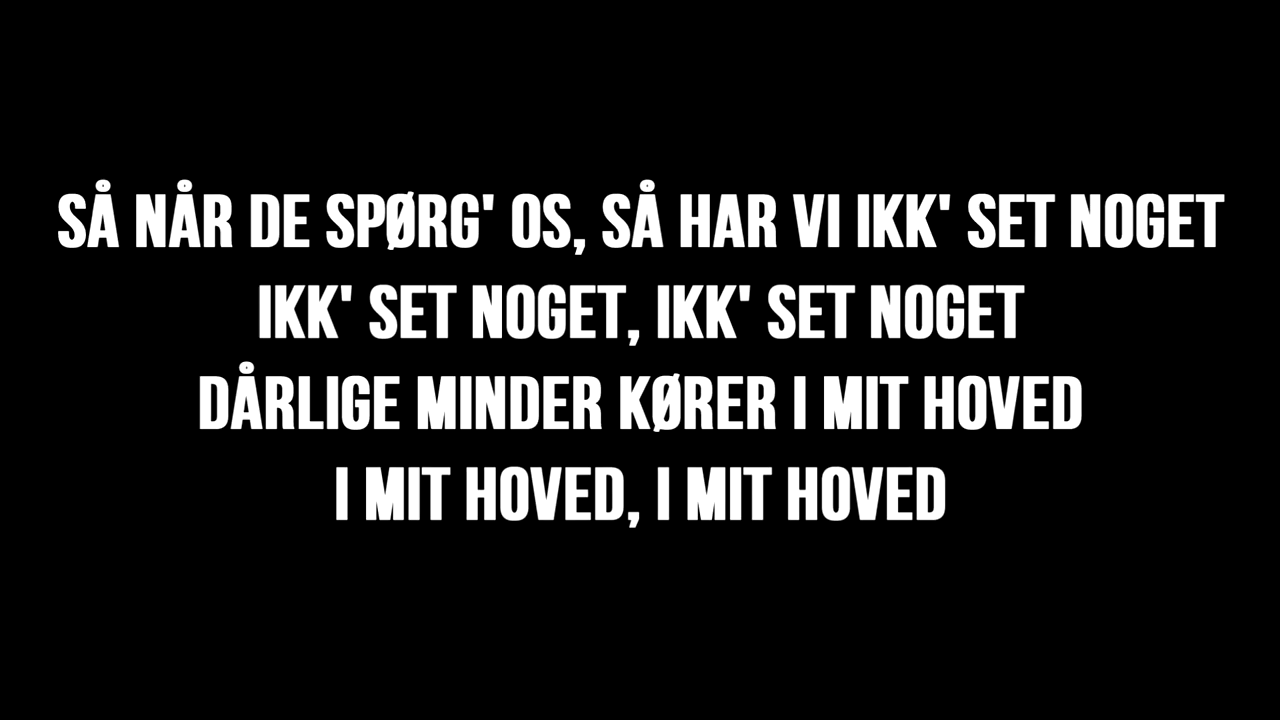 SÅ NÅR DE SPØRG' OS, SÅ HAR VI IKK' SET NOGET
IKK' SET NOGET, IKK' SET NOGET
DÅRLIGE MINDER KØRER I MIT HOVED
I MIT HOVED, I MIT HOVED